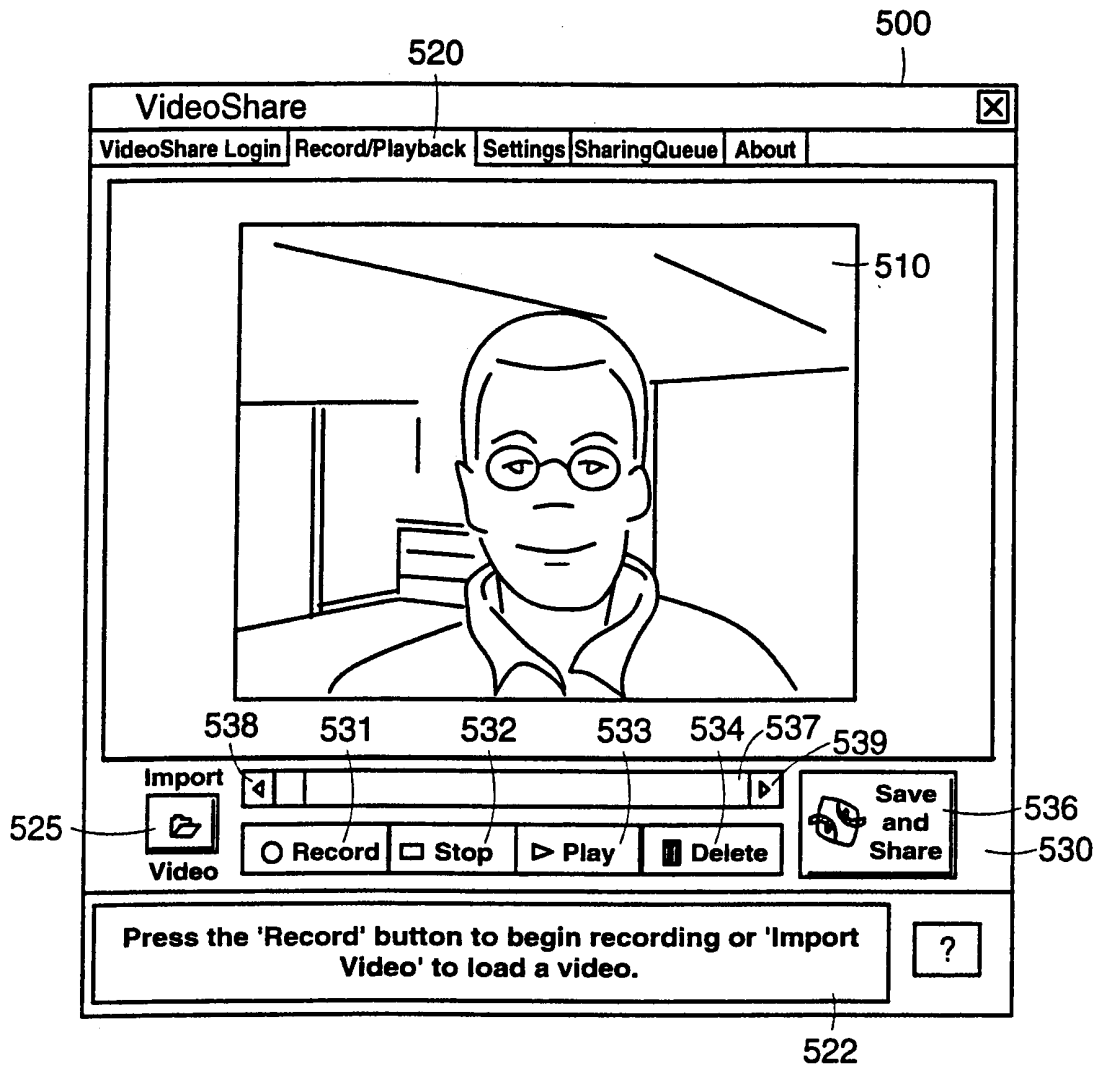 500
520
VideoShare
VideoShare Login Record/Playback Settings SharingQueue About
510
538 531 532 533 534 537 539
Import
Video
525
Record Stop Play Delete
Save
and
Share
536
530
Press the 'Record' button to begin recording or 'Import
Video' to load a video.
?
522